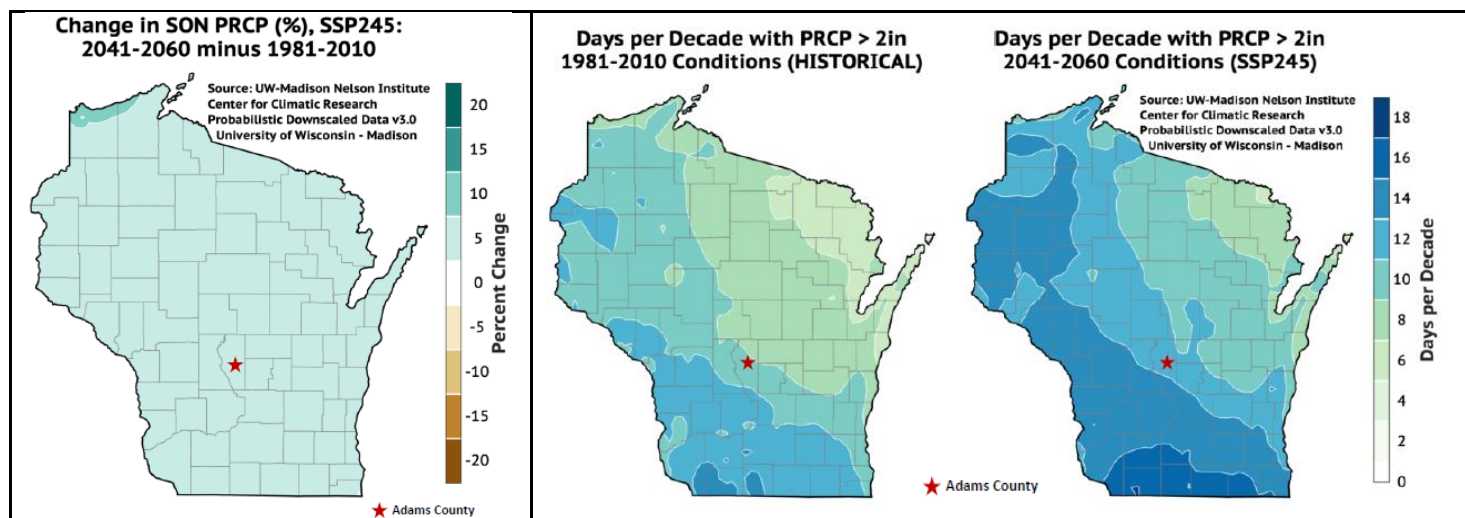 Change in SON PRCP (%), SSP245:
2041-2060 minus 1981-2010
Source: UW-Madison Nelson Institute
Center for Climatic Research
Probabilistic Downscaled Data v3.0
University of Wisconsin - Madison
20
15
10
5
0
-5
-10
-15
-20
Percent Change
Adams County
Days per Decade with PRCP > 2in
1981-2010 Conditions (HISTORICAL)
Adams County
Days per Decade with PRCP > 2in
2041-2060 Conditions (SSP245)
Source: UW-Madison Nelson Institute
Center for Climatic Research
Probabilistic Downscaled Data v3.0
University of Wisconsin - Madison
18
16
14
12
10
8
6
4
2
0
Days per Decade